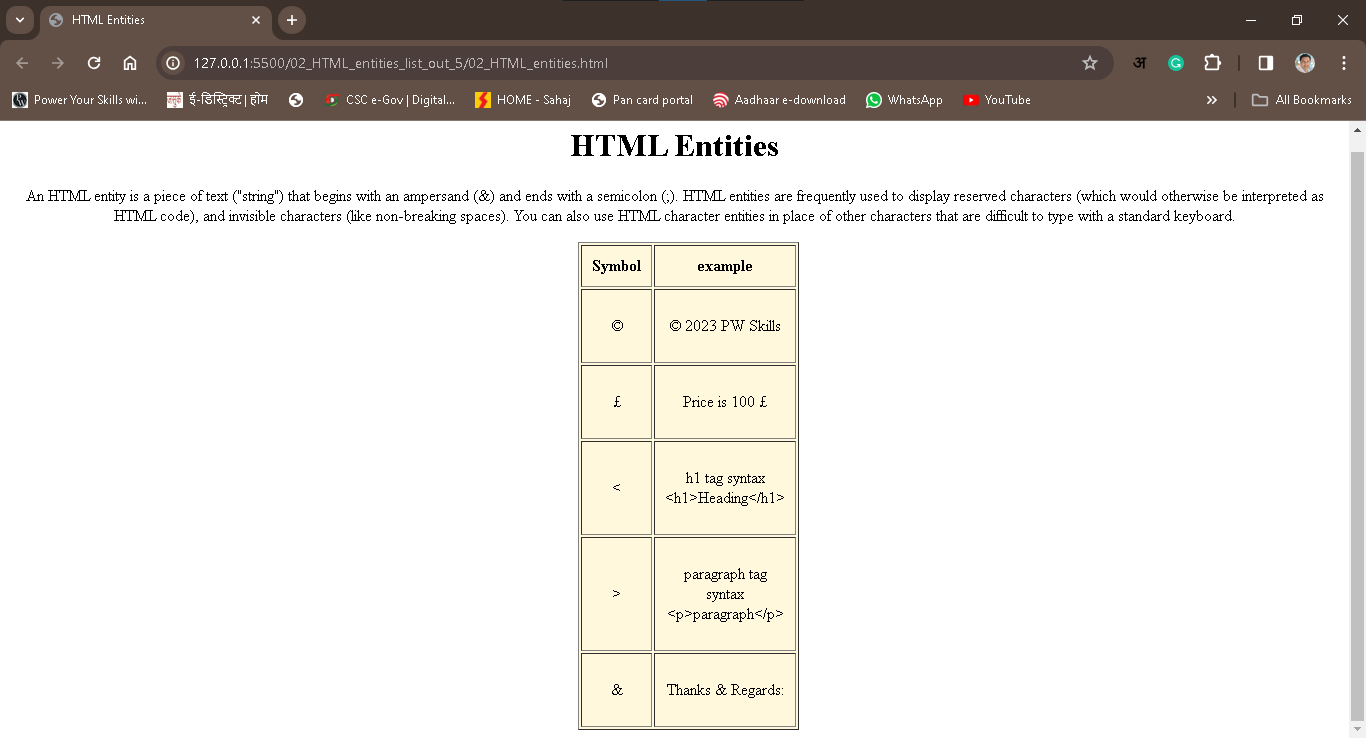 HTML Entities
127.0.0.1:5500/02_HTML_entities_list_out_5/02_HTML_entities.html
अ
G
Power Your Skills wi...
ई-डिस्ट्रिक्ट | होम
CSC e-Gov | Digital...
HOME - Sahaj
Pan card portal
Aadhaar e-download
WhatsApp
YouTube
»
All Bookmarks
HTML Entities
An HTML entity is a piece of text ("string") that begins with an ampersand (&) and ends with a semicolon (;). HTML entities are frequently used to display reserved characters (which would otherwise be interpreted as
HTML code), and invisible characters (like non-breaking spaces). You can also use HTML character entities in place of other characters that are difficult to type with a standard keyboard.
Symbol example
© © 2023 PW Skills
£ Price is 100 £
< h1 tag syntax
<h1>Heading</h1>
> paragraph tag
syntax
<p>paragraph</p>
& Thanks & Regards: